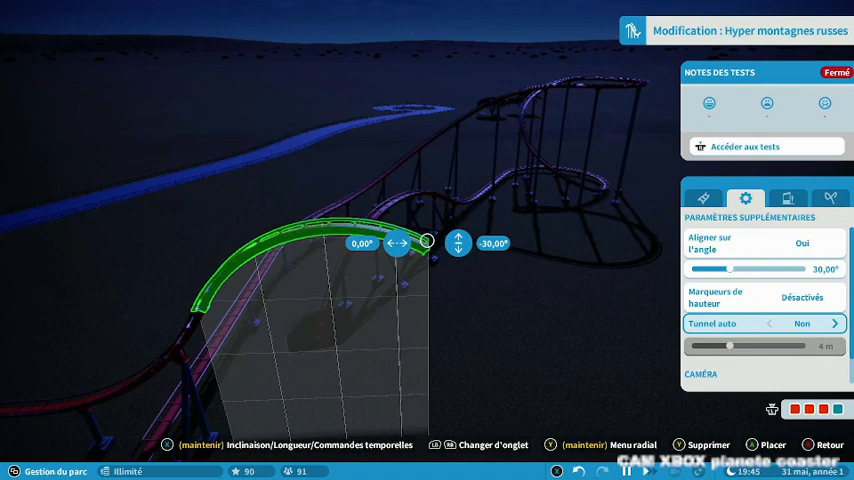 Modification : Hyper montagnes russes
NOTES DES TESTS
Fermé
- - -
Accéder aux tests
PARAMÈTRES SUPPLÉMENTAIRES
Aligner sur l'angle
Oui
30,00°
Marqueurs de hauteur
Désactivés
Tunnel auto
Non
4 m
CAMÉRA
0,00°
-30,00°
X (maintenir) Inclinaison/Longueur/Commandes temporelles LB RB Changer d'onglet Y (maintenir) Menu radial Y Supprimer A Placer B Retour
CAN XBOX planete coaster
Gestion du parc
Illimité
90
91
X
19:45
31 mai, année 1